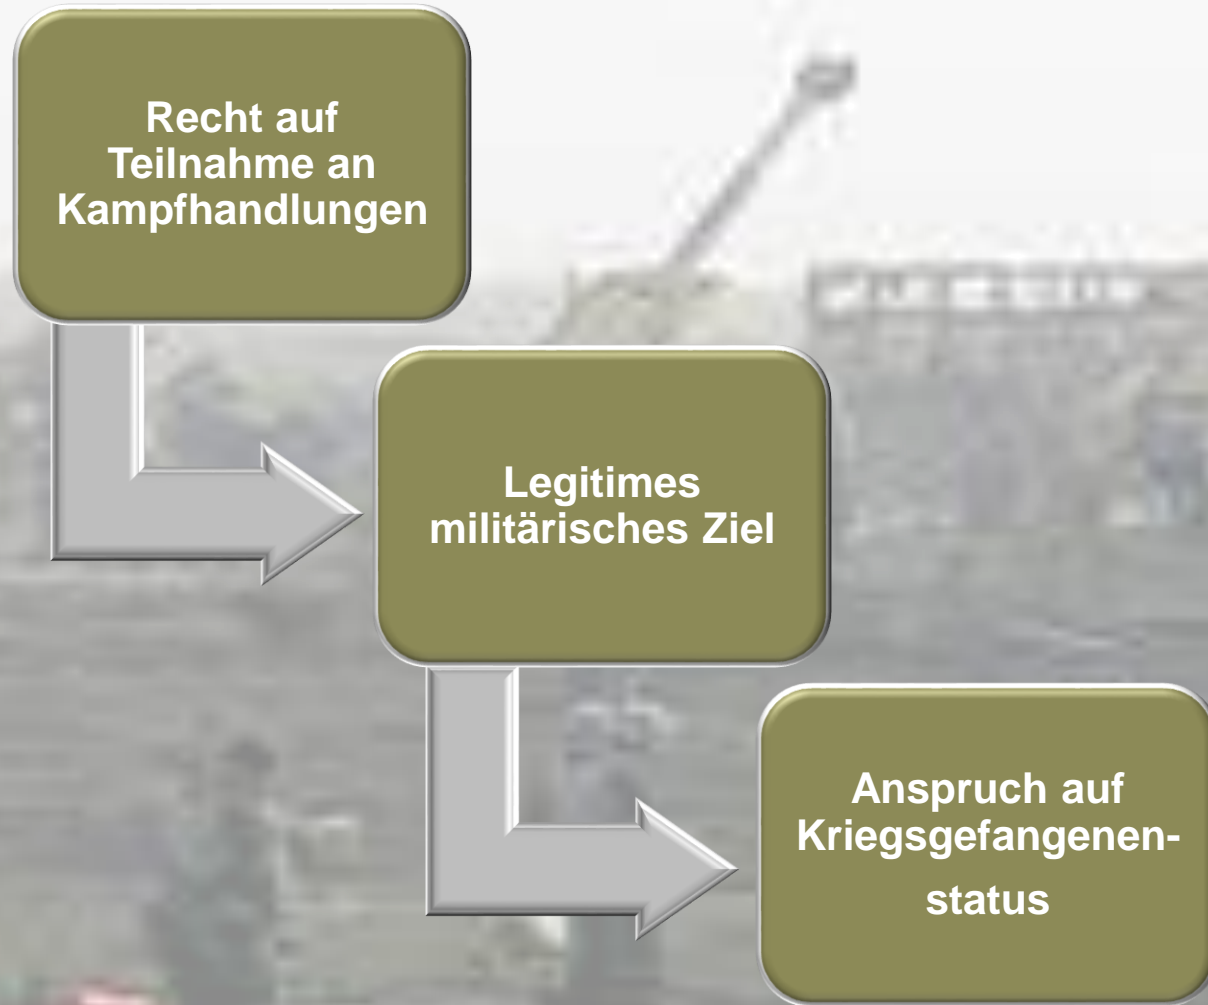 Recht auf
Teilnahme an
Kampfhandlungen
Legitimes
militärisches Ziel
Anspruch auf
Kriegsgefangenen-
status